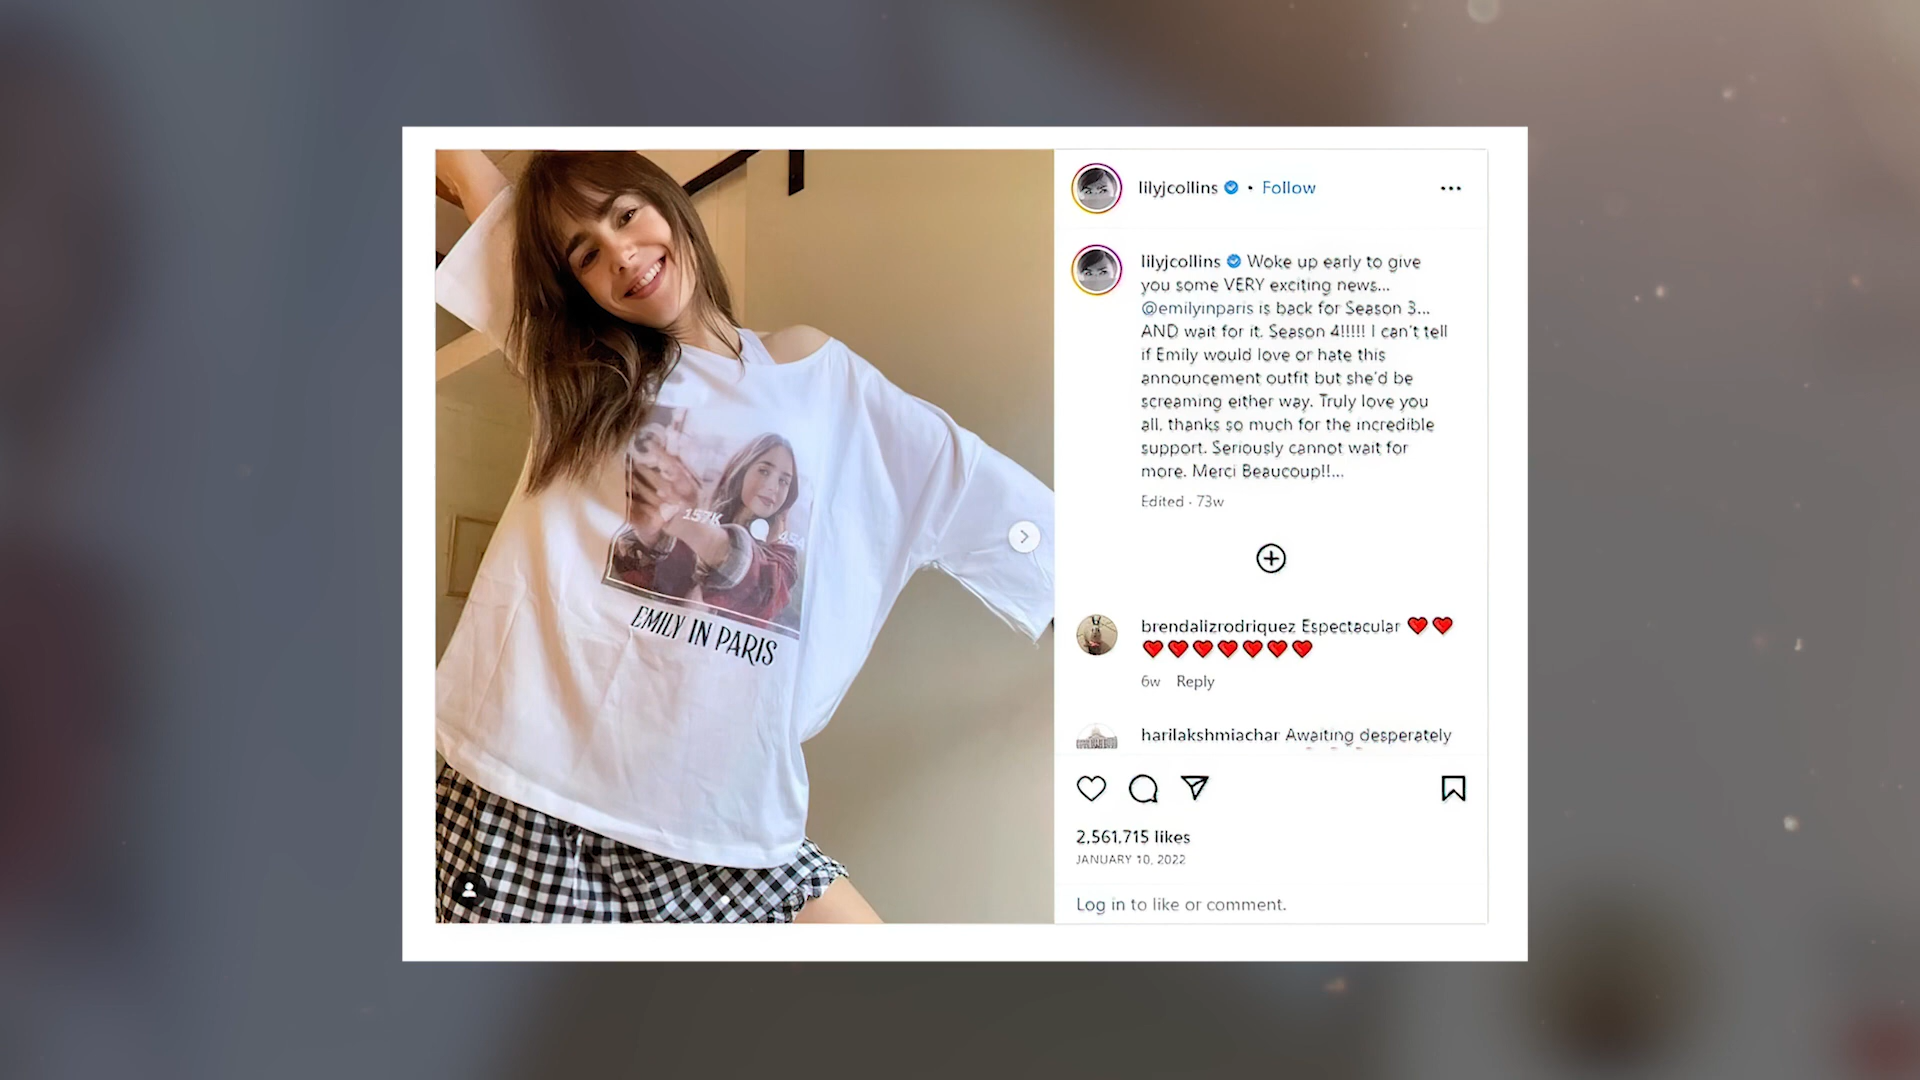 lilyjcollins • Follow
lilyjcollins Woke up early to give
you some VERY exciting news...
@emilyinparis is back for Season 3...
AND wait for it. Season 4!!!!! I can't tell
if Emily would love or hate this
announcement outfit but she'd be
screaming either way. Truly love you
all, thanks so much for the incredible
support. Seriously cannot wait for
more. Merci Beaucoup!!...
Edited · 73w
brendalizrodriquez Espectacular ❤️❤️
❤️❤️❤️❤️❤️❤️❤️
6w Reply
harilakshmiachar Awaiting desperately
2,561,715 likes
JANUARY 10, 2022
Log in to like or comment.
157K
454
EMILY IN PARIS